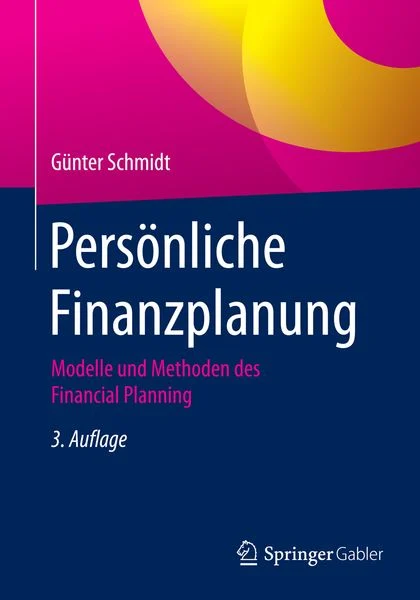 Günter Schmidt
Persönliche
Finanzplanung
Modelle und Methoden des
Financial Planning
3. Auflage
Springer Gabler